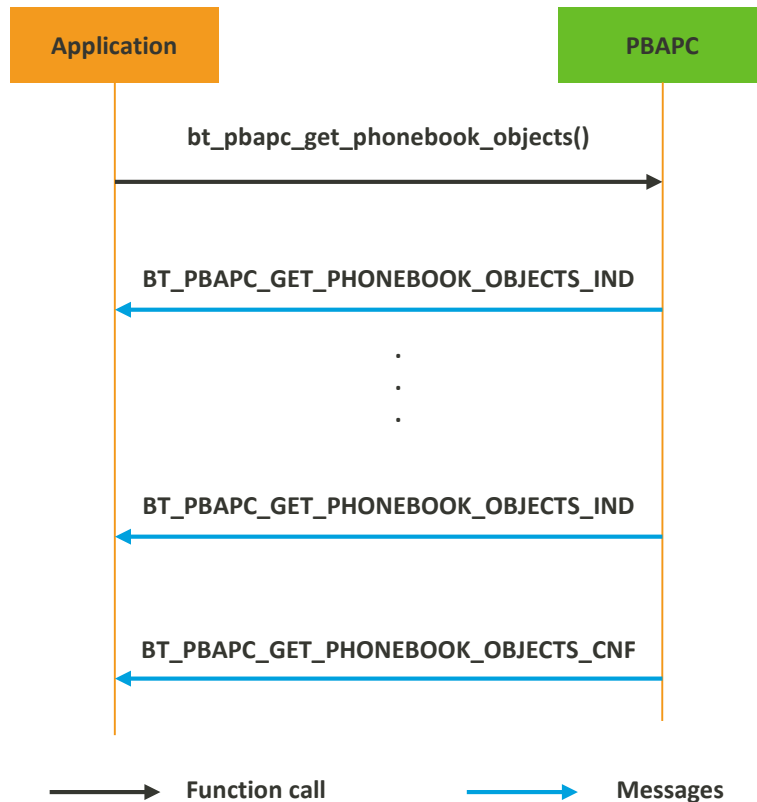 Application
PBAPC
bt_pbapc_get_phonebook_objects()
BT_PBAPC_GET_PHONEBOOK_OBJECTS_IND
.
.
.
BT_PBAPC_GET_PHONEBOOK_OBJECTS_IND
BT_PBAPC_GET_PHONEBOOK_OBJECTS_CNF
Function call
Messages